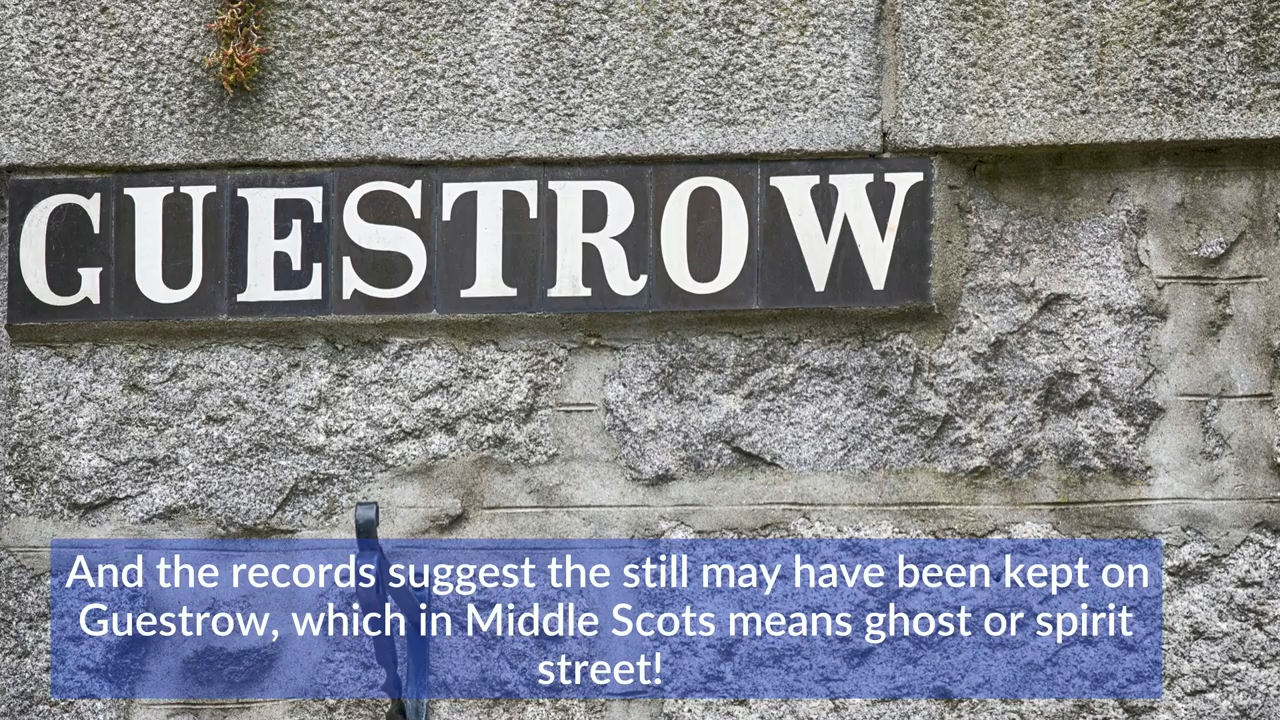 GUESTROW
And the records suggest the still may have been kept on
Guestrow, which in Middle Scots means ghost or spirit
street!